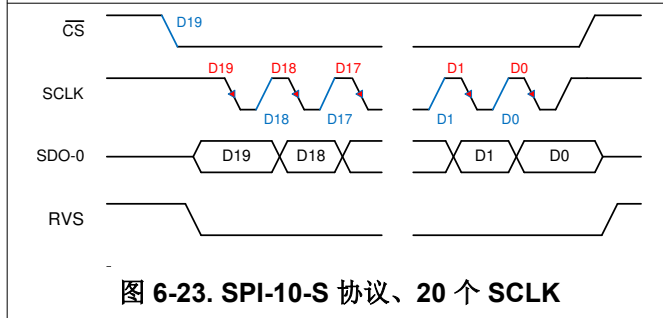 CS D19
D19 D18 D17 D1 D0
SCLK
D18 D17 D1 D0
SDO-0 D19 D18 D1 D0
RVS
图 6-23. SPI-10-S 协议、20 个 SCLK